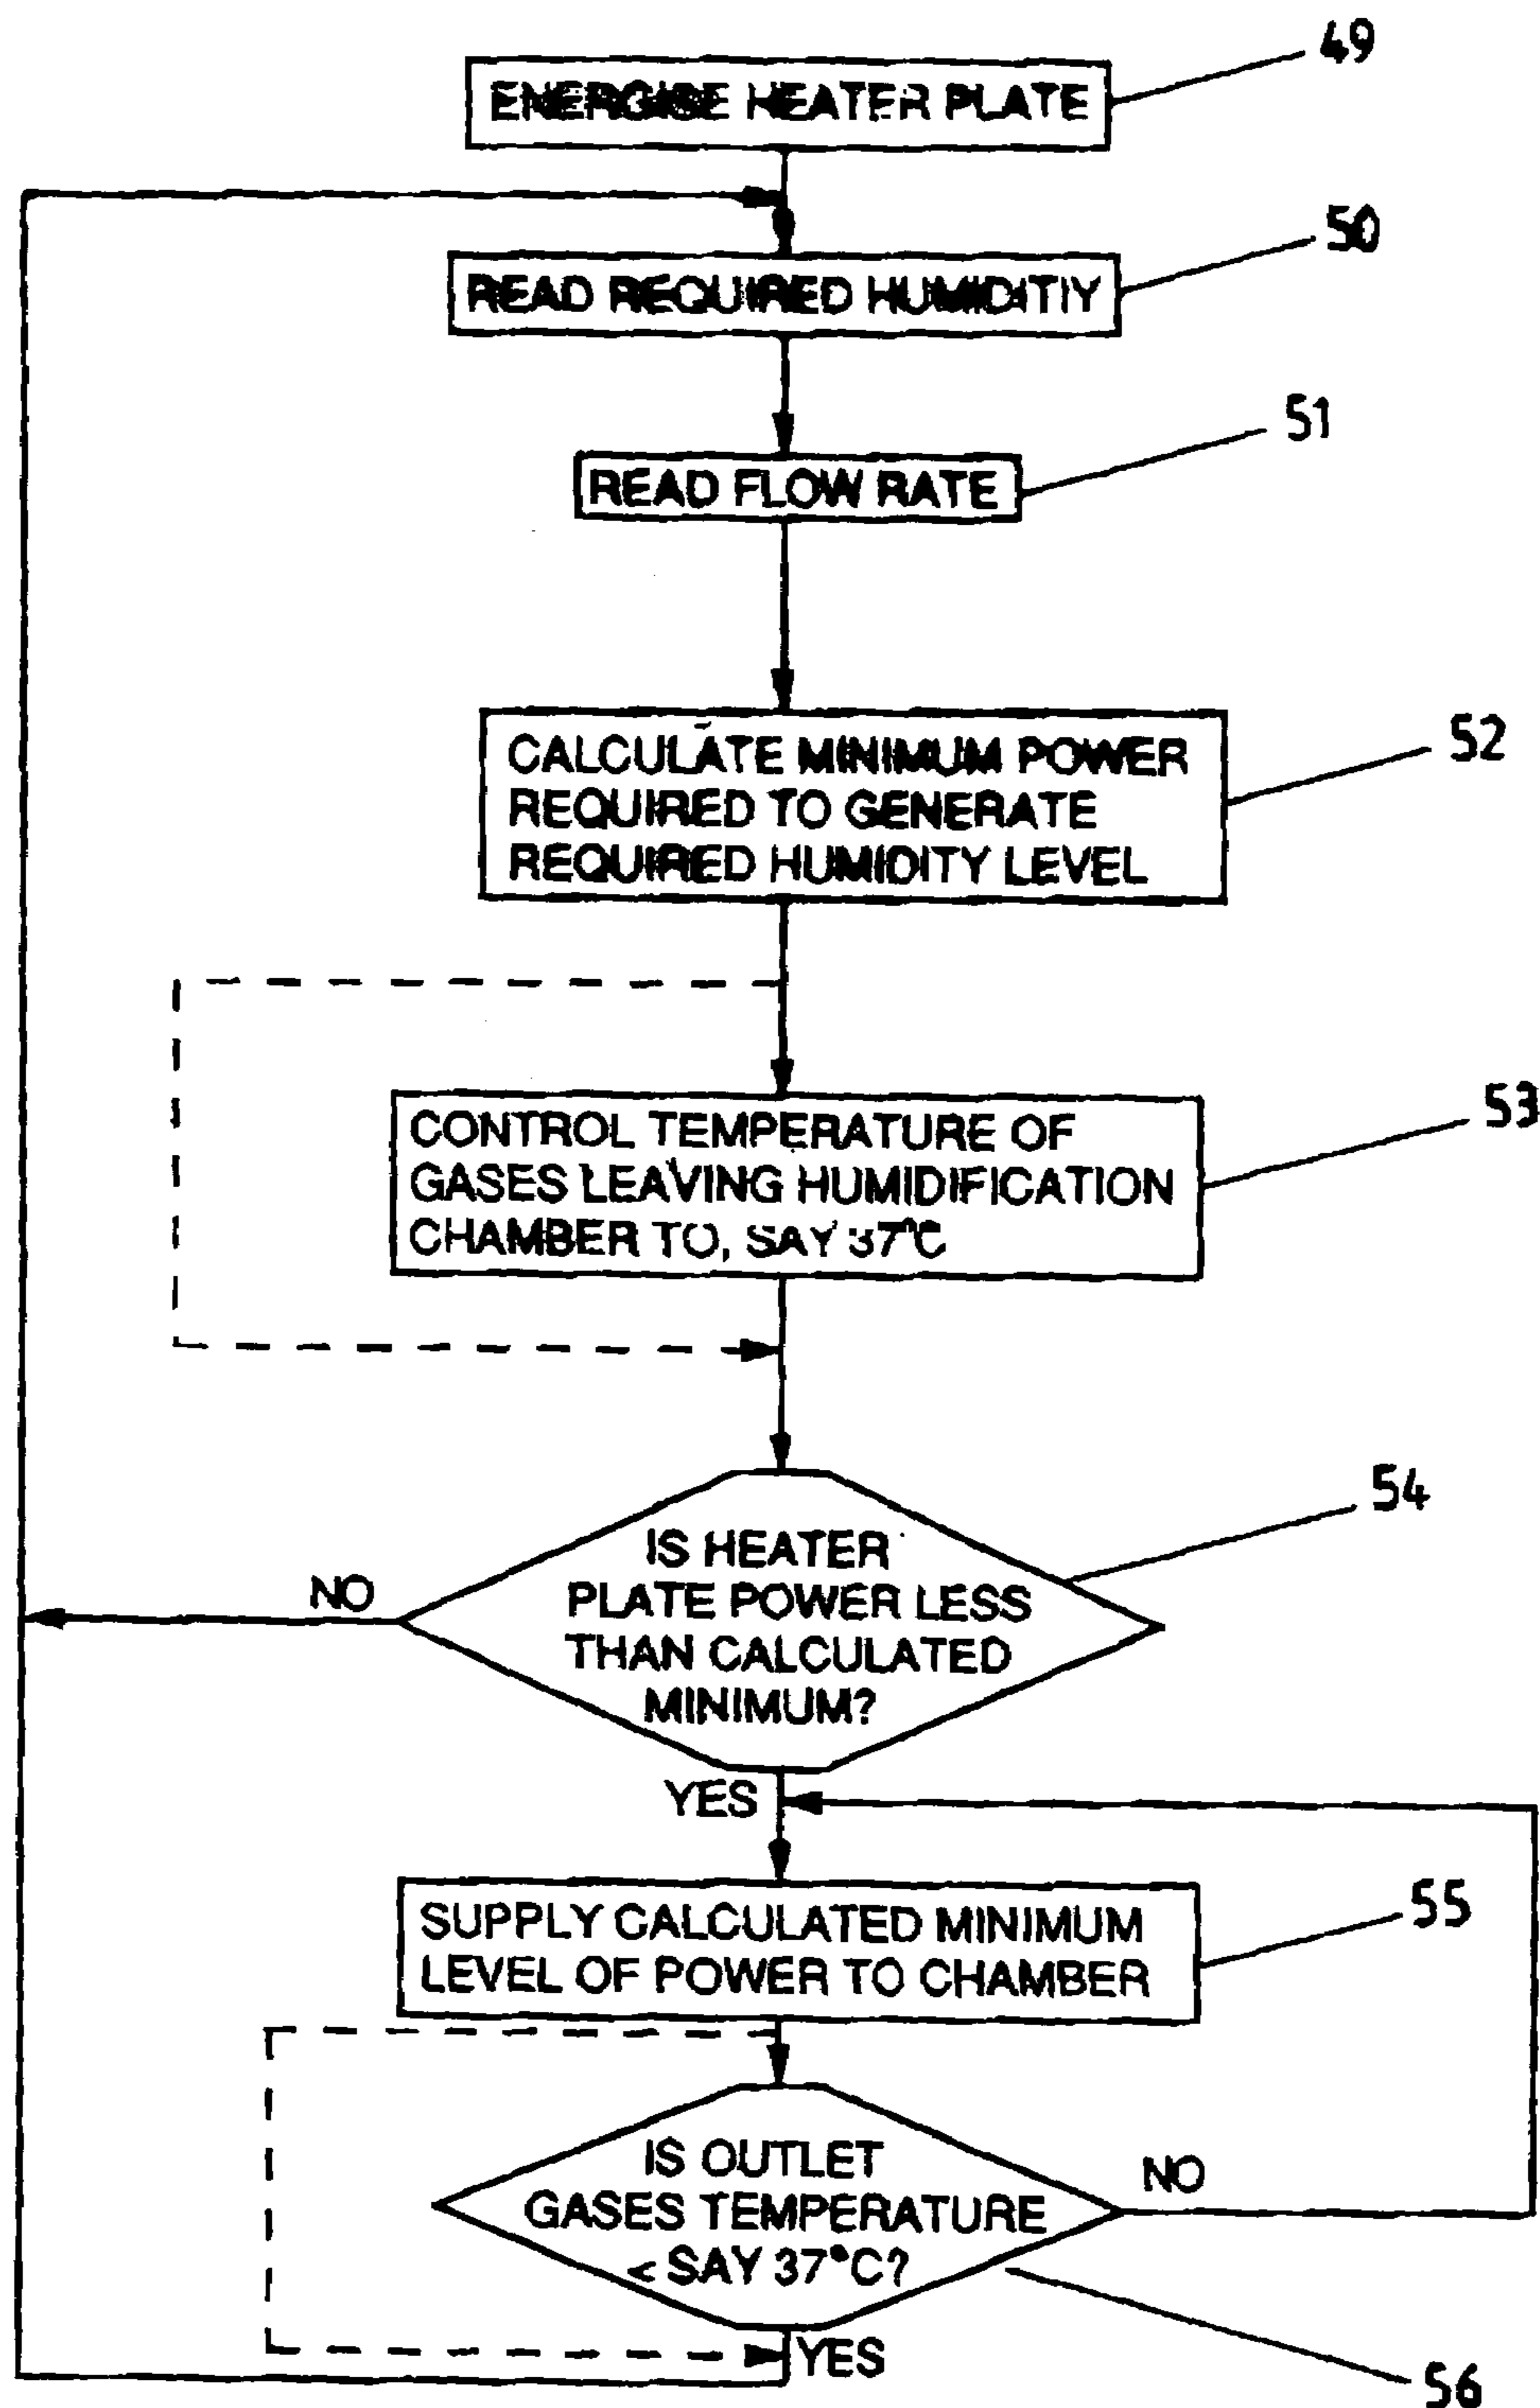 49
ENERGISE HEATER PLATE
50
READ REQUIRED HUMIDITIY
51
READ FLOW RATE
52
CALCULATE MINIMUM POWER
REQUIRED TO GENERATE
REQUIRED HUMIDITY LEVEL
53
CONTROL TEMPERATURE OF
GASES LEAVING HUMIDIFICATION
CHAMBER TO, SAY 37°C
54
IS HEATER
PLATE POWER LESS
THAN CALCULATED
MINIMUM?
NO
YES
55
SUPPLY CALCULATED MINIMUM
LEVEL OF POWER TO CHAMBER
IS OUTLET
GASES TEMPERATURE
< SAY 37°C?
NO
YES
56